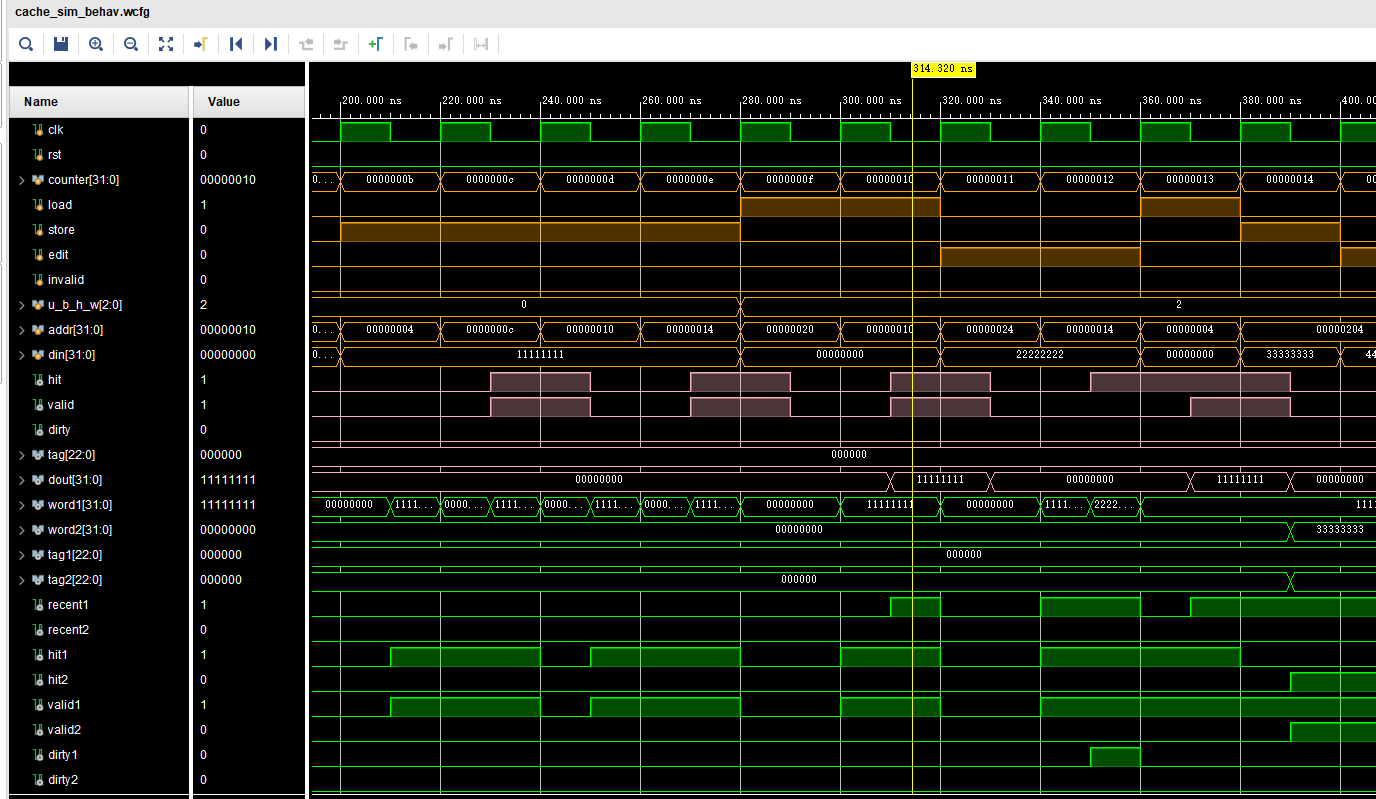 cache_sim_behav.wcfg
314.320 ns
200.000 ns 220.000 ns 240.000 ns 260.000 ns 280.000 ns 300.000 ns 320.000 ns 340.000 ns 360.000 ns 380.000 ns 400.0
Name Value
clk 0
rst 0
counter[31:0] 00000010 0... 0000000b 0000000c 0000000d 0000000e 0000000f 00000010 00000011 00000012 00000013 00000014 00
load 1
store 0
edit 0
invalid 0
u_b_h_w[2:0] 2 0 2
addr[31:0] 00000010 0... 00000004 0000000c 00000010 00000014 00000020 00000010 00000024 00000014 00000004 00000204
din[31:0] 00000000 0... 11111111 00000000 22222222 00000000 33333333 44
hit 1
valid 1
dirty 0
tag[22:0] 000000 000000
dout[31:0] 11111111 00000000 11111111 00000000 11111111 00000000
word1[31:0] 11111111 00000000 1111... 0000... 1111... 0000... 1111... 0000... 1111... 00000000 11111111 00000000 1111... 2222... 1111
word2[31:0] 00000000 00000000 33333333
tag1[22:0] 000000 000000
tag2[22:0] 000000 000000
recent1 1
recent2 0
hit1 1
hit2 0
valid1 1
valid2 0
dirty1 0
dirty2 0